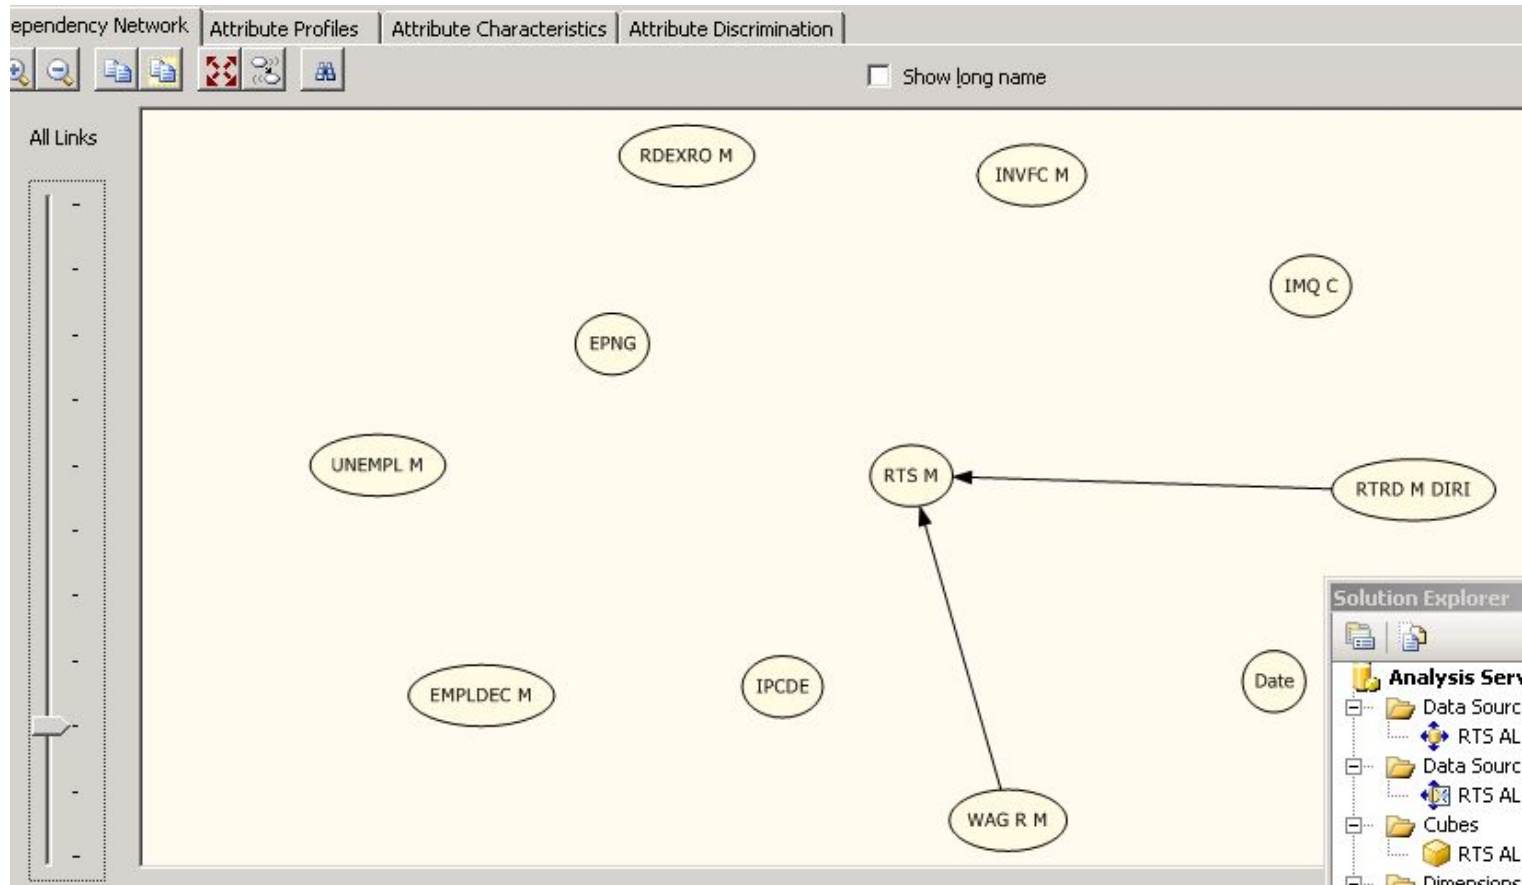 ependency Network Attribute Profiles Attribute Characteristics Attribute Discrimination
Show long name
All Links
RDEXRO M
INVFC M
IMQ C
EPNG
UNEMPL M
RTS M
RTRD M DIRI
Solution Explorer
Analysis Serv
Data Sourc
RTS AL
Data Sourc
RTS AL
Cubes
RTS AL
Dimensions
EMPLDEC M
IPCDE
Date
WAG R M